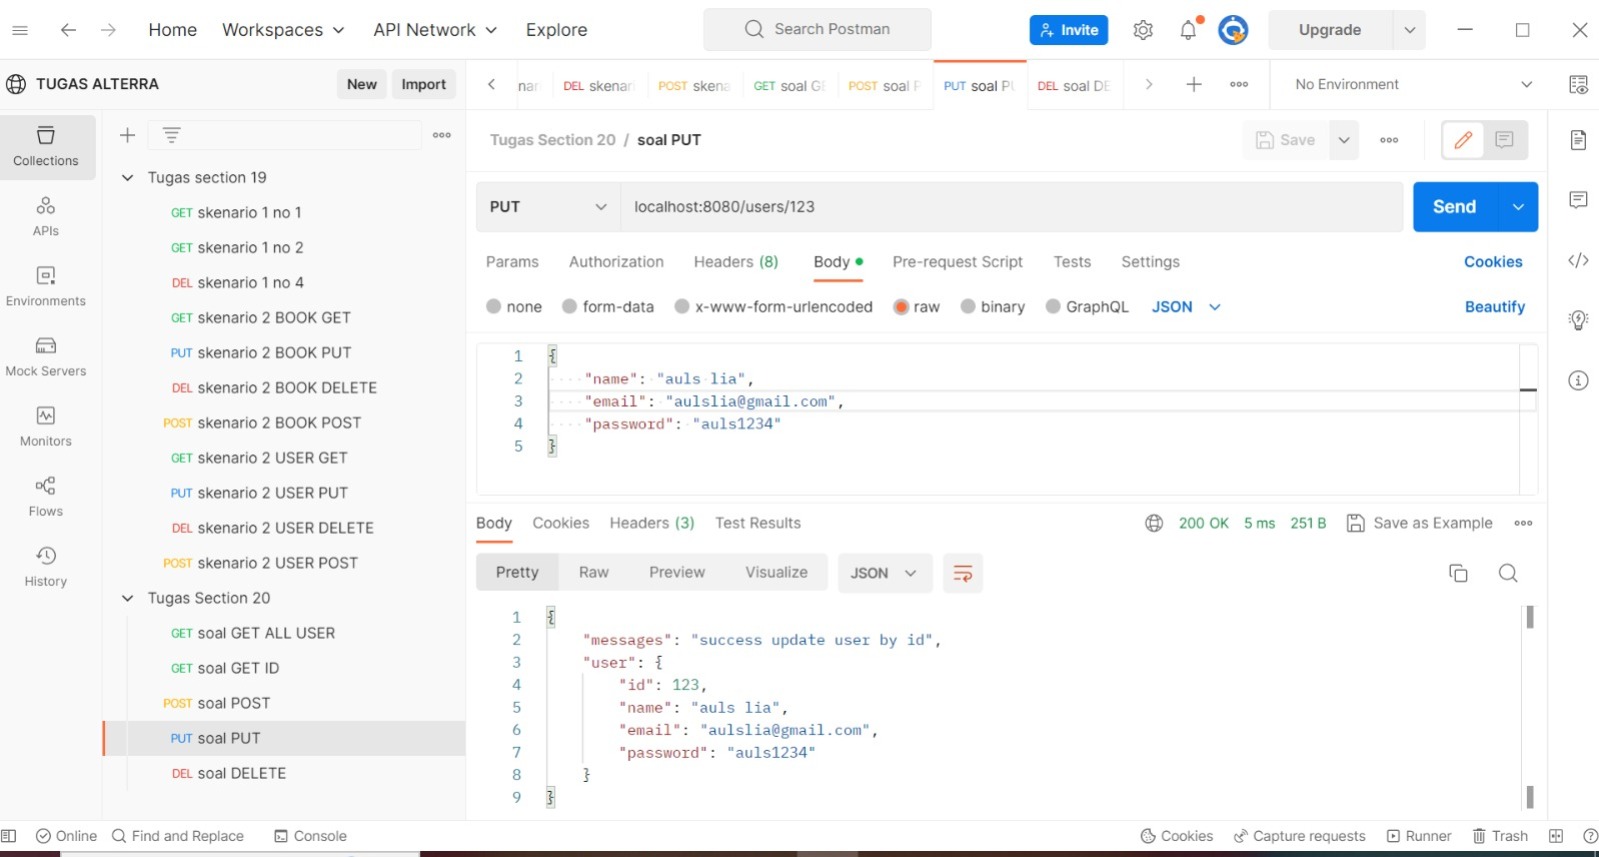 Home Workspaces API Network Explore Search Postman Invite Upgrade
TUGAS ALTERRA New Import
DEL skenar POST skena GET soal GE POST soal P PUT soal PU DEL soal DE No Environment
Collections
APIs
Environments
Mock Servers
Monitors
Flows
History
Tugas section 19
GET skenario 1 no 1
GET skenario 1 no 2
DEL skenario 1 no 4
GET skenario 2 BOOK GET
PUT skenario 2 BOOK PUT
DEL skenario 2 BOOK DELETE
POST skenario 2 BOOK POST
GET skenario 2 USER GET
PUT skenario 2 USER PUT
DEL skenario 2 USER DELETE
POST skenario 2 USER POST
Tugas Section 20
GET soal GET ALL USER
GET soal GET ID
POST soal POST
PUT soal PUT
DEL soal DELETE
Tugas Section 20 / soal PUT Save
PUT localhost:8080/users/123 Send
Params Authorization Headers (8) Body Pre-request Script Tests Settings Cookies
none form-data x-www-form-urlencoded raw binary GraphQL JSON Beautify
1 {
2 "name": "auls lia",
3 "email": "aulslia@gmail.com",
4 "password": "auls1234"
5 }
Body Cookies Headers (3) Test Results 200 OK 5 ms 251 B Save as Example
Pretty Raw Preview Visualize JSON
1 {
2 "messages": "success update user by id",
3 "user": {
4 "id": 123,
5 "name": "auls lia",
6 "email": "aulslia@gmail.com",
7 "password": "auls1234"
8 }
9 }
Online Find and Replace Console Cookies Capture requests Runner Trash